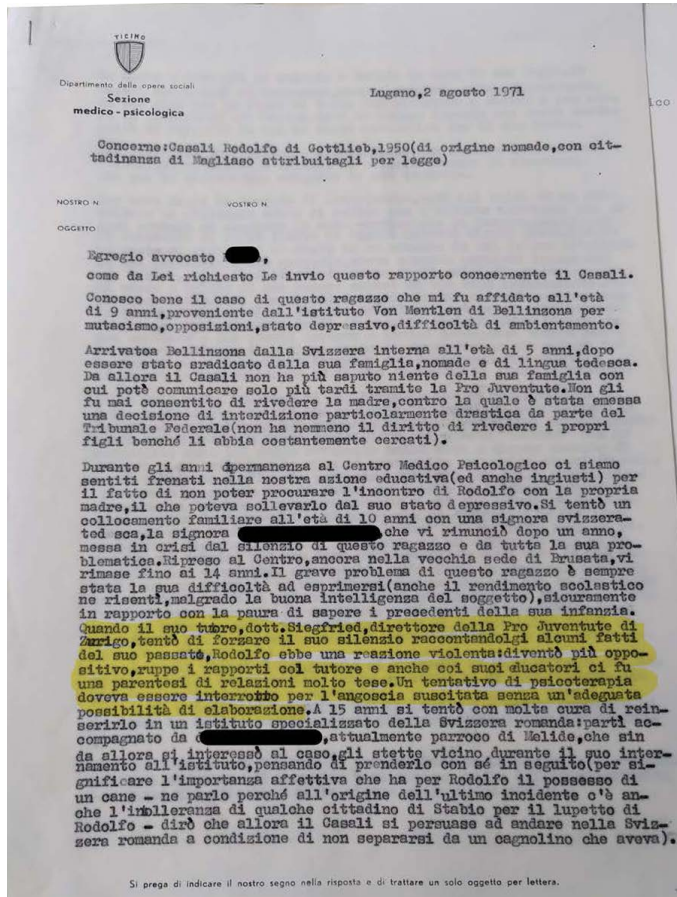 TICINO
Dipartimento delle opere sociali
Sezione
medico - psicologica
Lugano,2 agosto 1971
ico
Concerne:Casali Rodolfo di Gottlieb,1950(di origine nomade,con cit-
tadinanza di Magliaso attribuitagli per legge)
NOSTRO N.
VOSTRO N.
OGGETTO
Egregio avvocato
,
come da Lei richiesto Le invio questo rapporto concernente il Casali.
Conosco bene il caso di questo ragazzo che mi fu affidato all'età
di 9 anni,proveniente dall'istituto Von Mentlen di Bellinzona per
mutacismo,opposizioni,stato depressivo,difficoltà di ambientamento.
Arrivatoa Bellinzona dalla Svizzera interna all'età di 5 anni,dopo
essere stato sradicato dalla sua famiglia,nomade e di lingua tedesca.
Da allora il Casali non ha più saputo niente della sua famiglia con
cui potè comunicare solo più tardi tramite la Pro Juventute.Non gli
fu mai consentito di rivedere la madre,contro la quale è stata emessa
una decisione di interdizione particolarmente drastica da parte del
Tribunale Federale(non ha nemmeno il diritto di rivedere i propri
figli benché li abbia costantemente cercati).
Durante gli anni dpermanenza al Centro Medico Psicologico ci siamo
sentiti frenati nella nostra azione educativa(ed anche ingiusti) per
il fatto di non poter procurare l'incontro di Rodolfo con la propria
madre,il che poteva sollevarlo dal suo stato depressivo.Si tentò un
collocamento familiare all'età di 10 anni con una signora svizzera-
ted sca,la signora
,che vi rinunciò dopo un anno,
messa in crisi dal silenzio di questo ragazzo e da tutta la sua pro-
blematica.Ripreso al Centro,ancora nella vecchia sede di Brusata,vi
rimase fino ai 14 anni.Il grave problema di questo ragazzo è sempre
stata la sua difficoltà ad esprimersi(anche il rendimento scolastico
ne risentì,malgrado la buona intelligenza del soggetto),sicuramente
in rapporto con la paura di sapere i precedenti della sua infanzia.
Quando il suo tutore,dott.Siegfried,direttore della Pro Juventute di
Zurigo,tentò di forzare il suo silenzio raccontandolgi alcuni fatti
del suo passato,Rodolfo ebbe una reazione violenta:diventò più oppo-
sitivo,ruppe i rapporti col tutore e anche coi suoi educatori ci fu
una parentesi di relazioni molto tese.Un tentativo di psicoterapia
doveva essere interrotto per l'angoscia suscitata senza un'adeguata
possibilità di elaborazione.A 15 anni si tentò con molta cura di rein-
serirlo in un istituto specializzato della Svizzera romanda:partì ac-
compagnato da
,attualmente parroco di Melide,che sin
da allora si interessò al caso,gli stette vicino durante il suo inter-
namento all'istituto,pensando di prenderlo con sé in seguito(per si-
gnificare l'importanza affettiva che ha per Rodolfo il possesso di
un cane – ne parlo perché all'origine dell'ultimo incidente c'è an-
che l'intolleranza di qualche cittadino di Stabio per il lupetto di
Rodolfo – dirò che allora il Casali si persuase ad andare nella Sviz-
zera romanda a condizione di non separarsi da un cagnolino che aveva).
Si prega di indicare il nostro segno nella risposta e di trattare un solo oggetto per lettera.